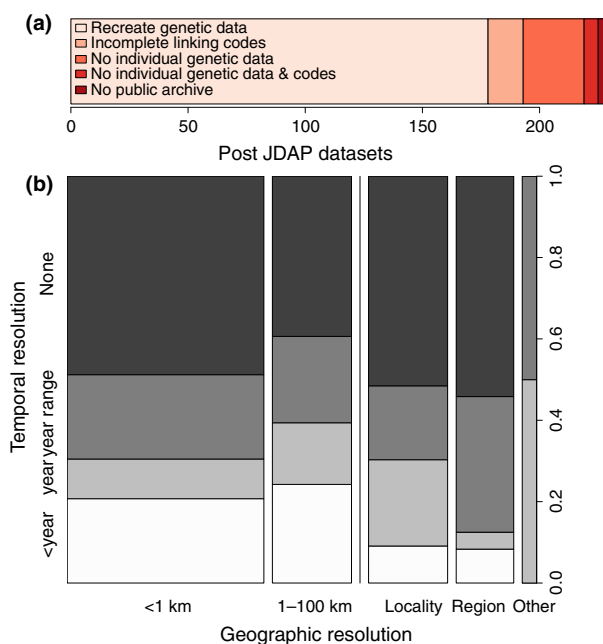 (a)
Recreate genetic data
Incomplete linking codes
No individual genetic data
No individual genetic data & codes
No public archive
0 50 100 150 200
Post JDAP datasets
(b)
Temporal resolution
None
year range
year
<year
1.0
0.8
0.6
0.4
0.2
0.0
<1 km 1–100 km Locality Region Other
Geographic resolution